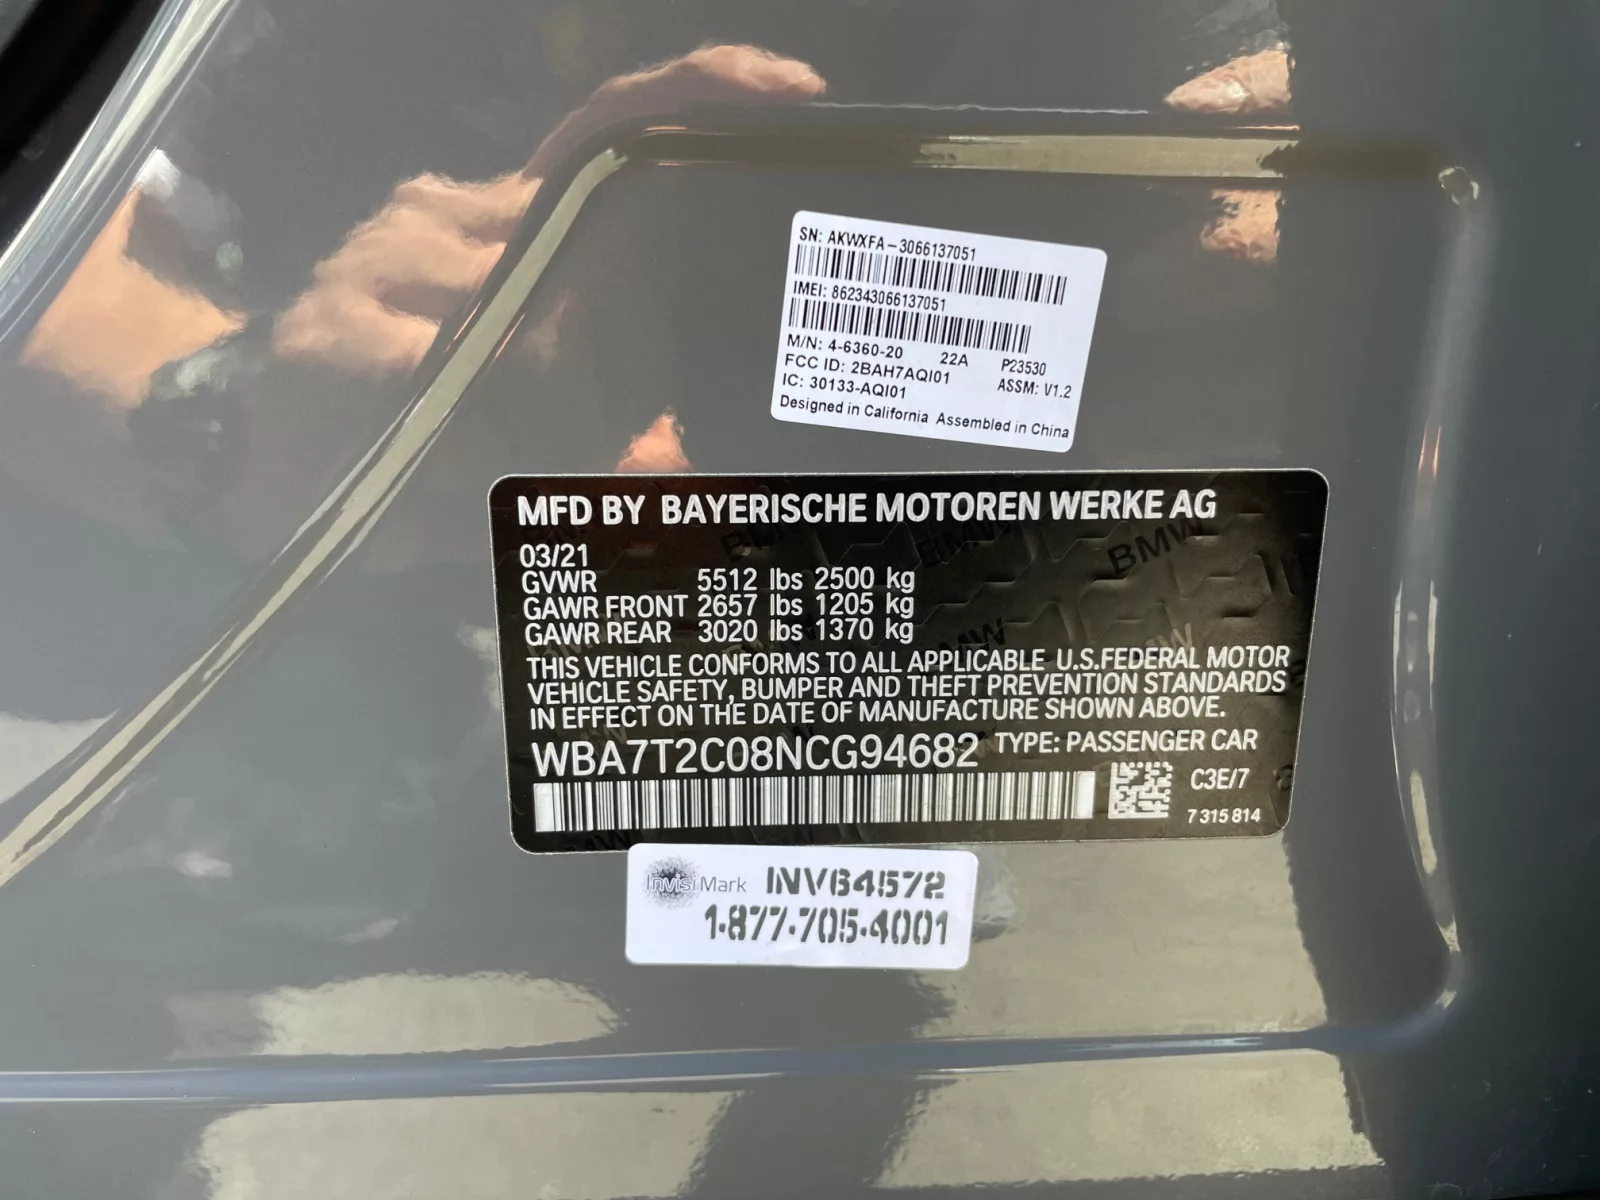 SN: AKWXFA-3066137051
IMEI: 862343066137051
M/N: 4-6360-20 22A P23530
FCC ID: 2BAH7AQI01 ASSM: V1.2
IC: 30133-AQI01
Designed in California Assembled in China
MFD BY BAYERISCHE MOTOREN WERKE AG
03/21
GVWR 5512 lbs 2500 kg
GAWR FRONT 2657 lbs 1205 kg
GAWR REAR 3020 lbs 1370 kg
THIS VEHICLE CONFORMS TO ALL APPLICABLE U.S.FEDERAL MOTOR
VEHICLE SAFETY, BUMPER AND THEFT PREVENTION STANDARDS
IN EFFECT ON THE DATE OF MANUFACTURE SHOWN ABOVE.
WBA7T2C08NCG94682 TYPE: PASSENGER CAR
C3E/7
7 315 814
InvisiMark INV64572
1-877-705-4001